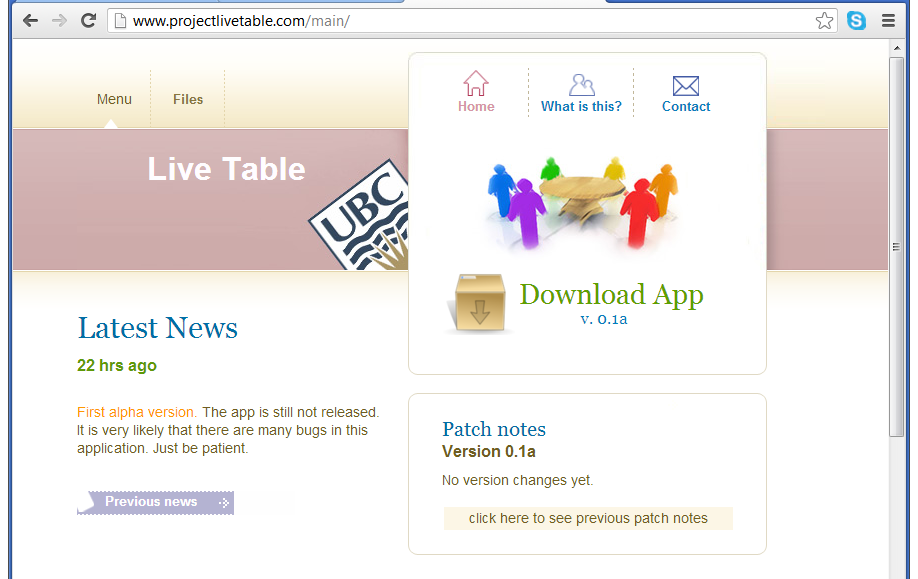 www.projectlivetable.com/main/
Menu
Files
Home
What is this?
Contact
Live Table
UBC
Download App
v. 0.1a
Latest News
22 hrs ago
First alpha version. The app is still not released.
It is very likely that there are many bugs in this
application. Just be patient.
Previous news
Patch notes
Version 0.1a
No version changes yet.
click here to see previous patch notes